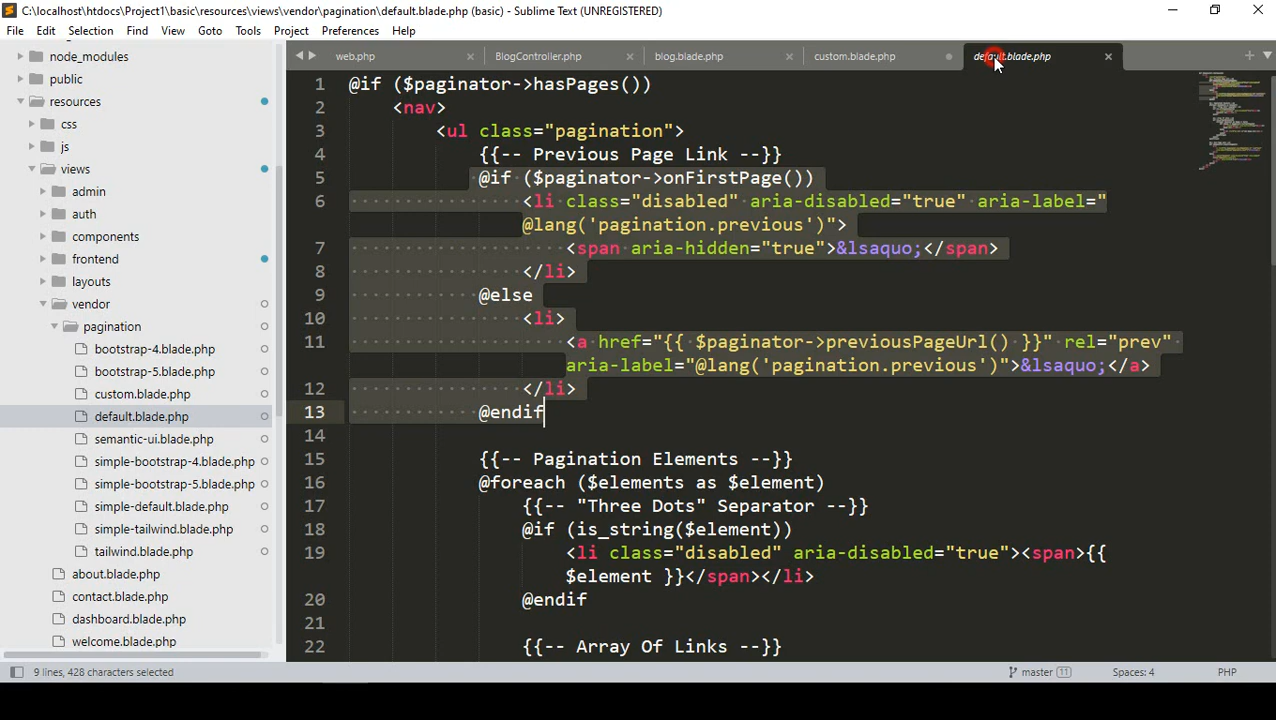 C:\localhost\htdocs\Project1\basic\resources\views\vendor\pagination\default.blade.php (basic) - Sublime Text (UNREGISTERED)
File Edit Selection Find View Goto Tools Project Preferences Help
node_modules
public
resources
css
js
views
admin
auth
components
frontend
layouts
vendor
pagination
bootstrap-4.blade.php
bootstrap-5.blade.php
custom.blade.php
default.blade.php
semantic-ui.blade.php
simple-bootstrap-4.blade.php
simple-bootstrap-5.blade.php
simple-default.blade.php
simple-tailwind.blade.php
tailwind.blade.php
about.blade.php
contact.blade.php
dashboard.blade.php
welcome.blade.php
web.php BlogController.php blog.blade.php custom.blade.php default.blade.php
1 @if ($paginator->hasPages())
2 <nav>
3 <ul class="pagination">
4 {{-- Previous Page Link --}}
5 @if ($paginator->onFirstPage())
6 <li class="disabled" aria-disabled="true" aria-label="
@lang('pagination.previous')">
7 <span aria-hidden="true">&lsaquo;</span>
8 </li>
9 @else
10 <li>
11 <a href="{{ $paginator->previousPageUrl() }}" rel="prev"
aria-label="@lang('pagination.previous')">&lsaquo;</a>
12 </li>
13 @endif
14
15 {{-- Pagination Elements --}}
16 @foreach ($elements as $element)
17 {{-- "Three Dots" Separator --}}
18 @if (is_string($element))
19 <li class="disabled" aria-disabled="true"><span>{{
$element }}</span></li>
20 @endif
21
22 {{-- Array Of Links --}}
9 lines, 428 characters selected master 11 Spaces: 4 PHP